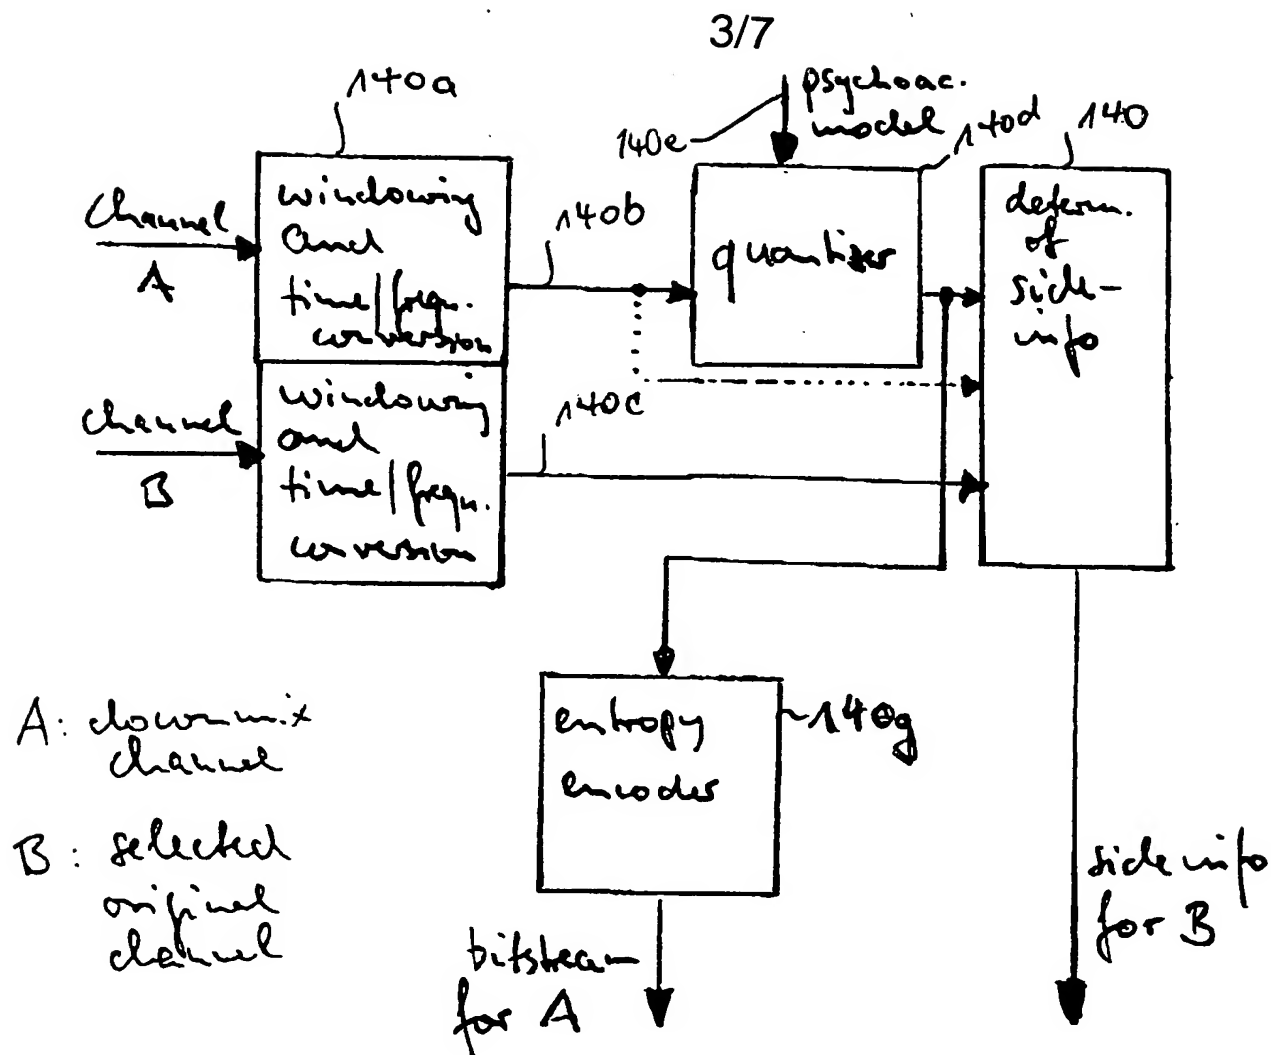 3/7
140a
psychoac.
model
140e
140d
140
Channel
A
windowing
and
time/frequ.
conversion
140b
quantizer
determ.
of
side-
info
channel
B
windowing
and
time/frequ.
conversion
140c
entropy
encoder
140g
A: downmix
channel
B: selected
original
channel
bitstream
for A
side info
for B